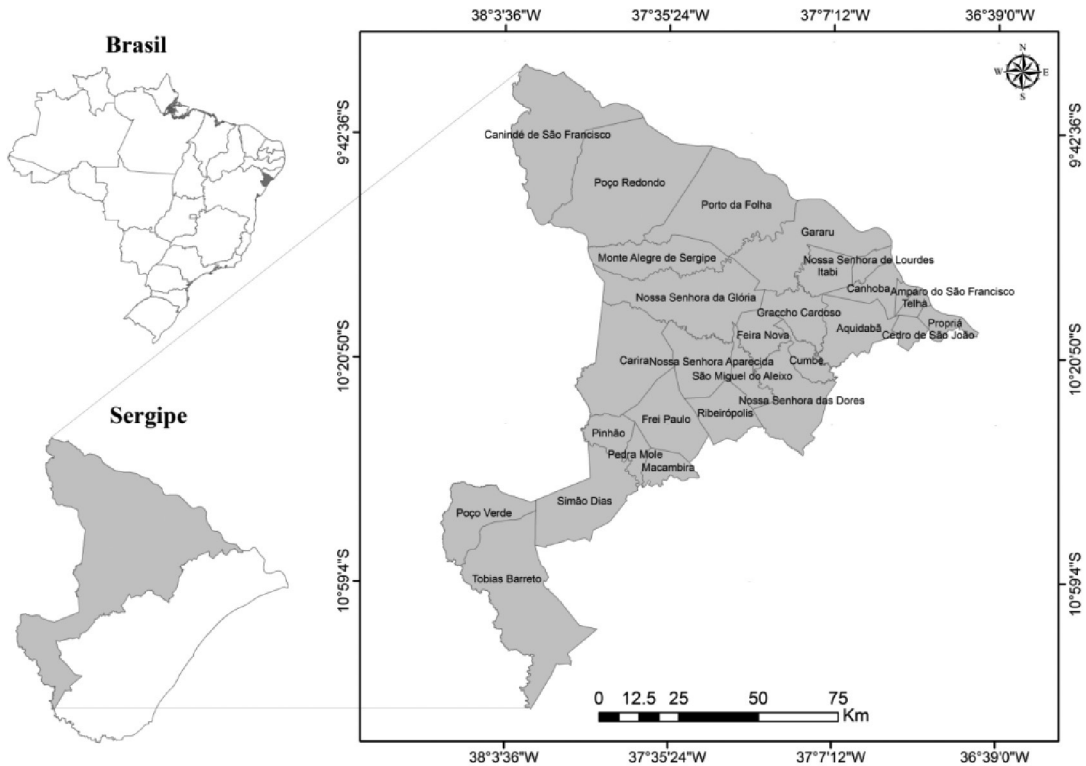 Brasil
38°3'36"W
37°35'24"W
37°7'12"W
36°39'0"W
N
W
E
S
9°42'36"S
9°42'36"S
Canindé de São Francisco
Poço Redondo
Porto da Folha
Gararu
Monte Alegre de Sergipe
Nossa Senhora de Lourdes
Itabi
Canhoba
Amparo do São Francisco
Telha
Nossa Senhora da Glória
Graccho Cardoso
Propriá
Aquidabã
Cedro de São João
Feira Nova
10°20'50"S
10°20'50"S
Carira
Nossa Senhora Aparecida
Cumbe
São Miguel do Aleixo
Nossa Senhora das Dores
Ribeirópolis
Frei Paulo
Pinhão
Pedra Mole
Macambira
Sergipe
Simão Dias
Poço Verde
Tobias Barreto
10°59'4"S
10°59'4"S
0 12.5 25 50 75
Km
38°3'36"W
37°35'24"W
37°7'12"W
36°39'0"W